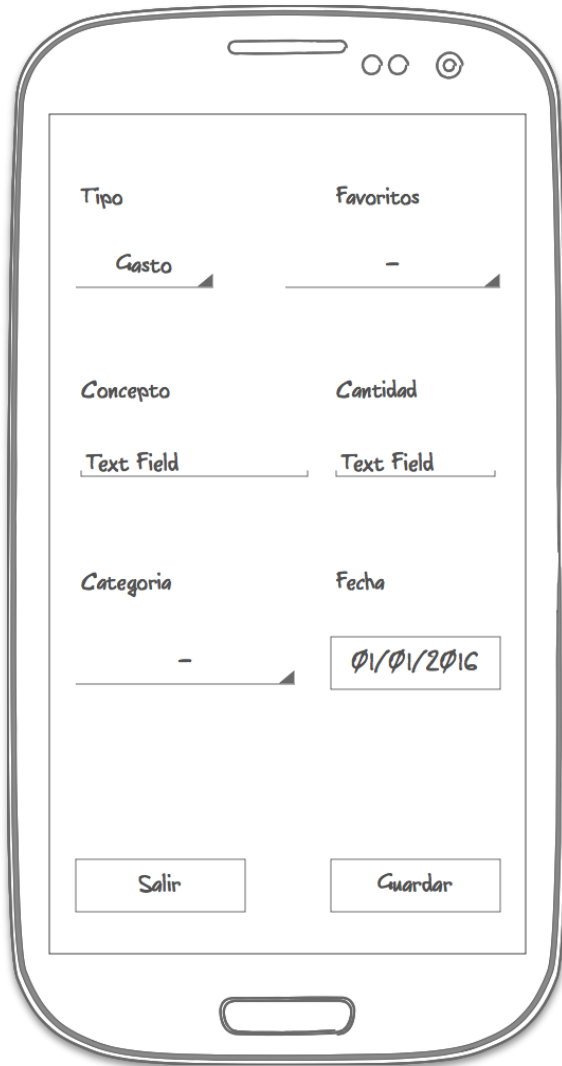 Tipo Favoritos
Gasto -
Concepto Cantidad
Text Field Text Field
Categoria Fecha
- 01/01/2016
Salir Guardar